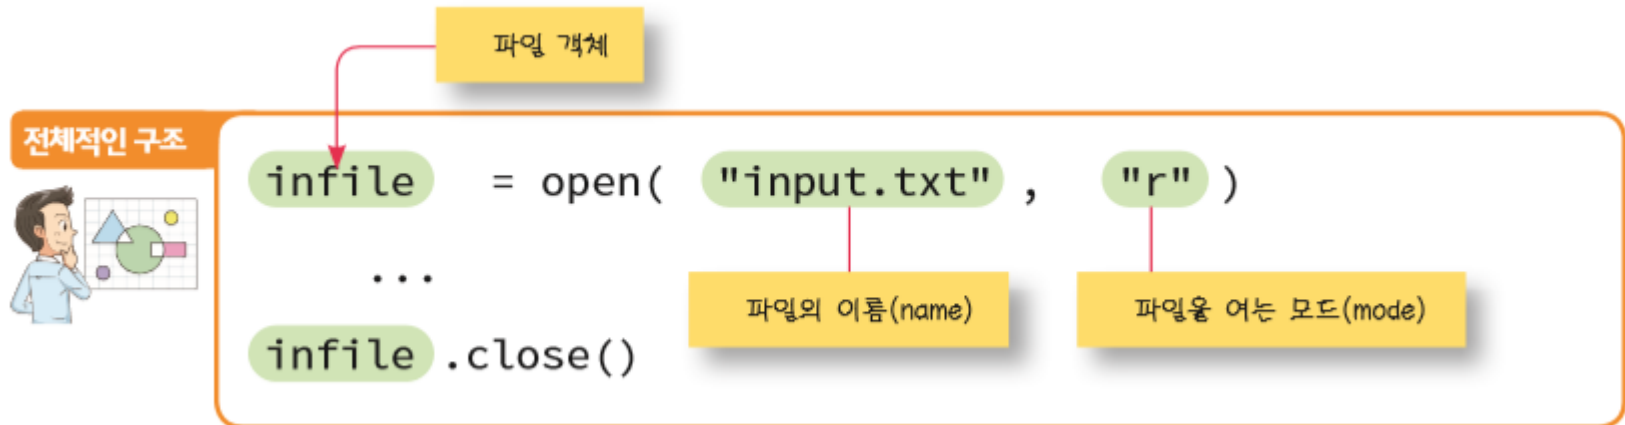 파일 객체
전체적인 구조
infile = open( "input.txt" , "r" )
...
파일의 이름(name)
파일을 여는 모드(mode)
infile .close()